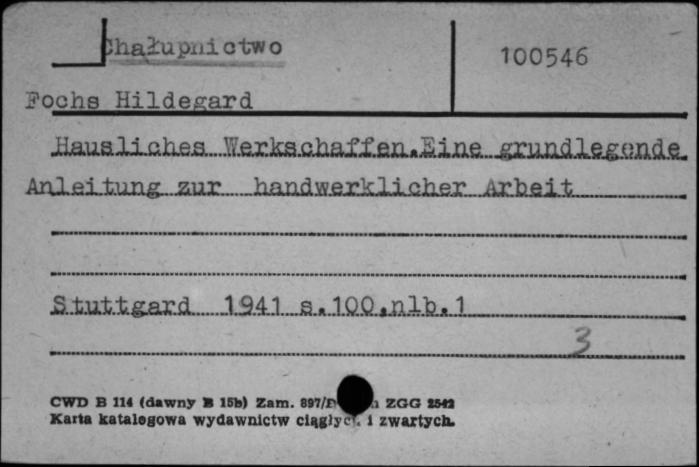 Chałupnictwo
100546
Fochs Hildegard
Hausliches Werkschaffen.Eine grundlegende
Anleitung zur handwerklicher Arbeit
Stuttgard 1941 s.100,nlb.1
3
CWD B 114 (dawny B 15b) Zam. 897/ ZGG 2542
Karta katalogowa wydawnictw ciągłych i zwartych.